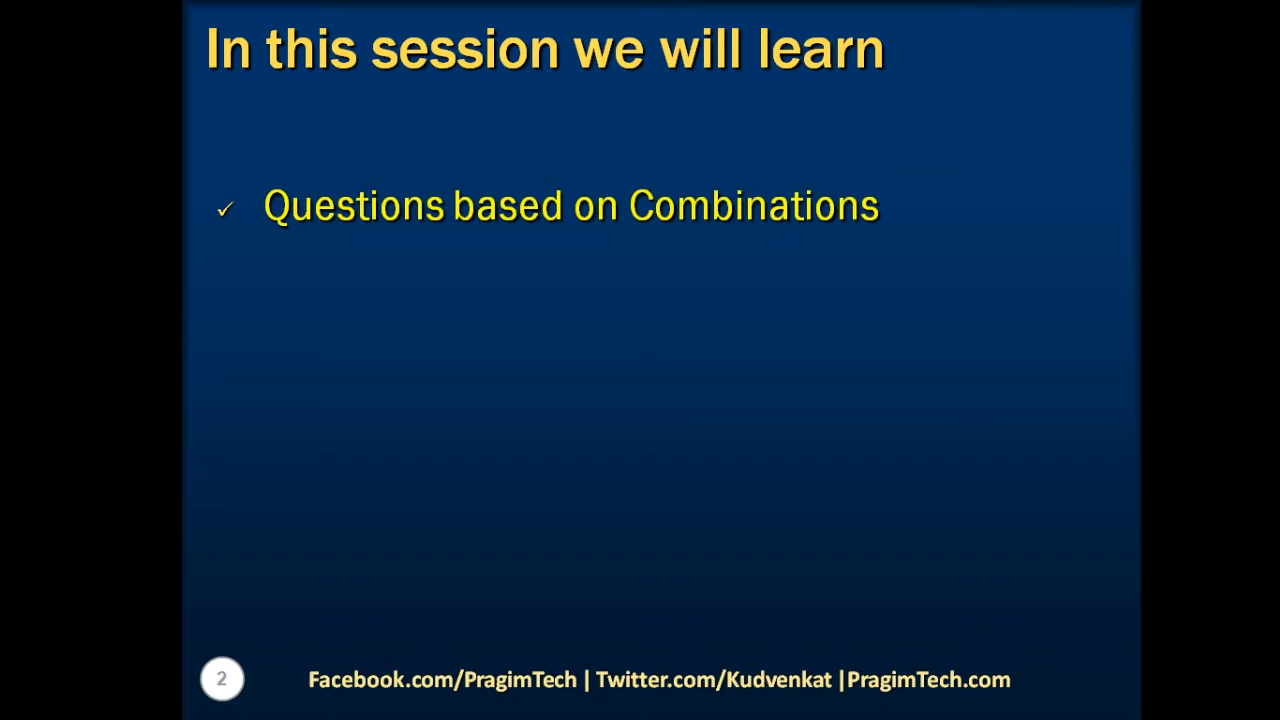 In this session we will learn
✓ Questions based on Combinations
2
Facebook.com/PragimTech | Twitter.com/Kudvenkat |PragimTech.com